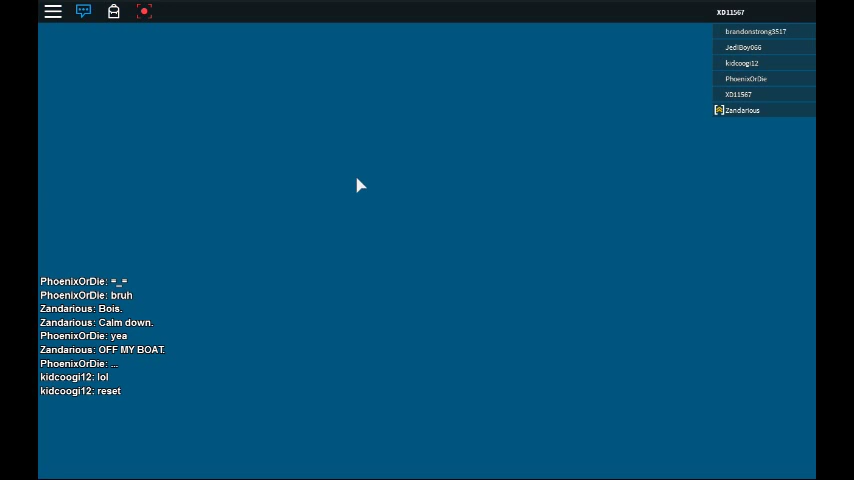 XD11567
brandonstrong3517
JediBoy066
kidcoogi12
PhoenixOrDie
XD11567
Zandarious
PhoenixOrDie: =_=
PhoenixOrDie: bruh
Zandarious: Bois.
Zandarious: Calm down.
PhoenixOrDie: yea
Zandarious: OFF MY BOAT.
PhoenixOrDie: ...
kidcoogi12: lol
kidcoogi12: reset